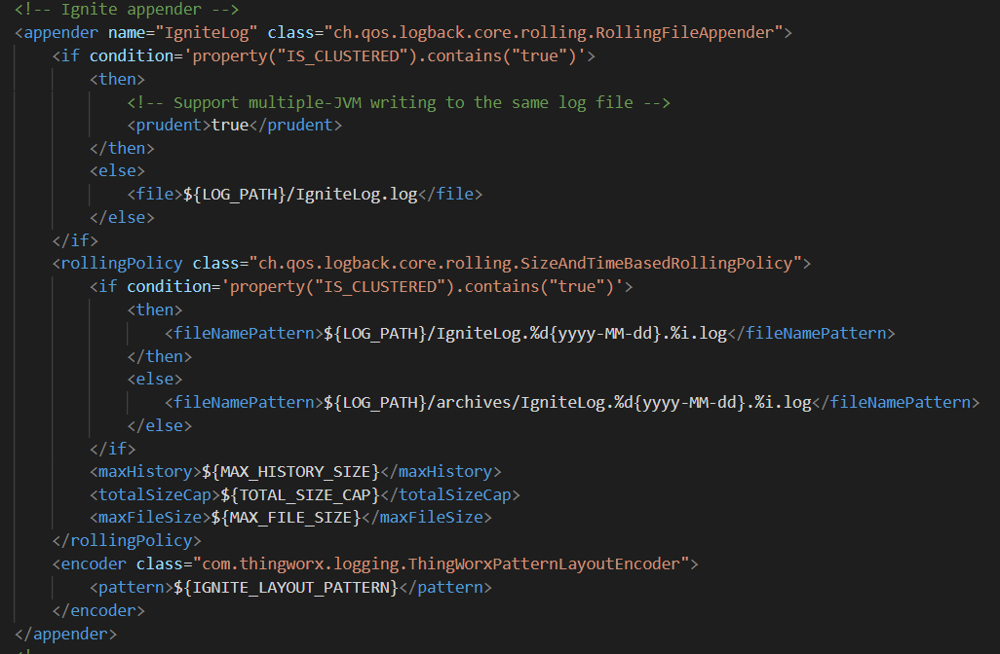 <!-- Ignite appender -->
<appender name="IgniteLog" class="ch.qos.logback.core.rolling.RollingFileAppender">
<if condition='property("IS_CLUSTERED").contains("true")'>
<then>
<!-- Support multiple-JVM writing to the same log file -->
<prudent>true</prudent>
</then>
<else>
<file>${LOG_PATH}/IgniteLog.log</file>
</else>
</if>
<rollingPolicy class="ch.qos.logback.core.rolling.SizeAndTimeBasedRollingPolicy">
<if condition='property("IS_CLUSTERED").contains("true")'>
<then>
<fileNamePattern>${LOG_PATH}/IgniteLog.%d{yyyy-MM-dd}.%i.log</fileNamePattern>
</then>
<else>
<fileNamePattern>${LOG_PATH}/archives/IgniteLog.%d{yyyy-MM-dd}.%i.log</fileNamePattern>
</else>
</if>
<maxHistory>${MAX_HISTORY_SIZE}</maxHistory>
<totalSizeCap>${TOTAL_SIZE_CAP}</totalSizeCap>
<maxFileSize>${MAX_FILE_SIZE}</maxFileSize>
</rollingPolicy>
<encoder class="com.thingworx.logging.ThingWorxPatternLayoutEncoder">
<pattern>${IGNITE_LAYOUT_PATTERN}</pattern>
</encoder>
</appender>